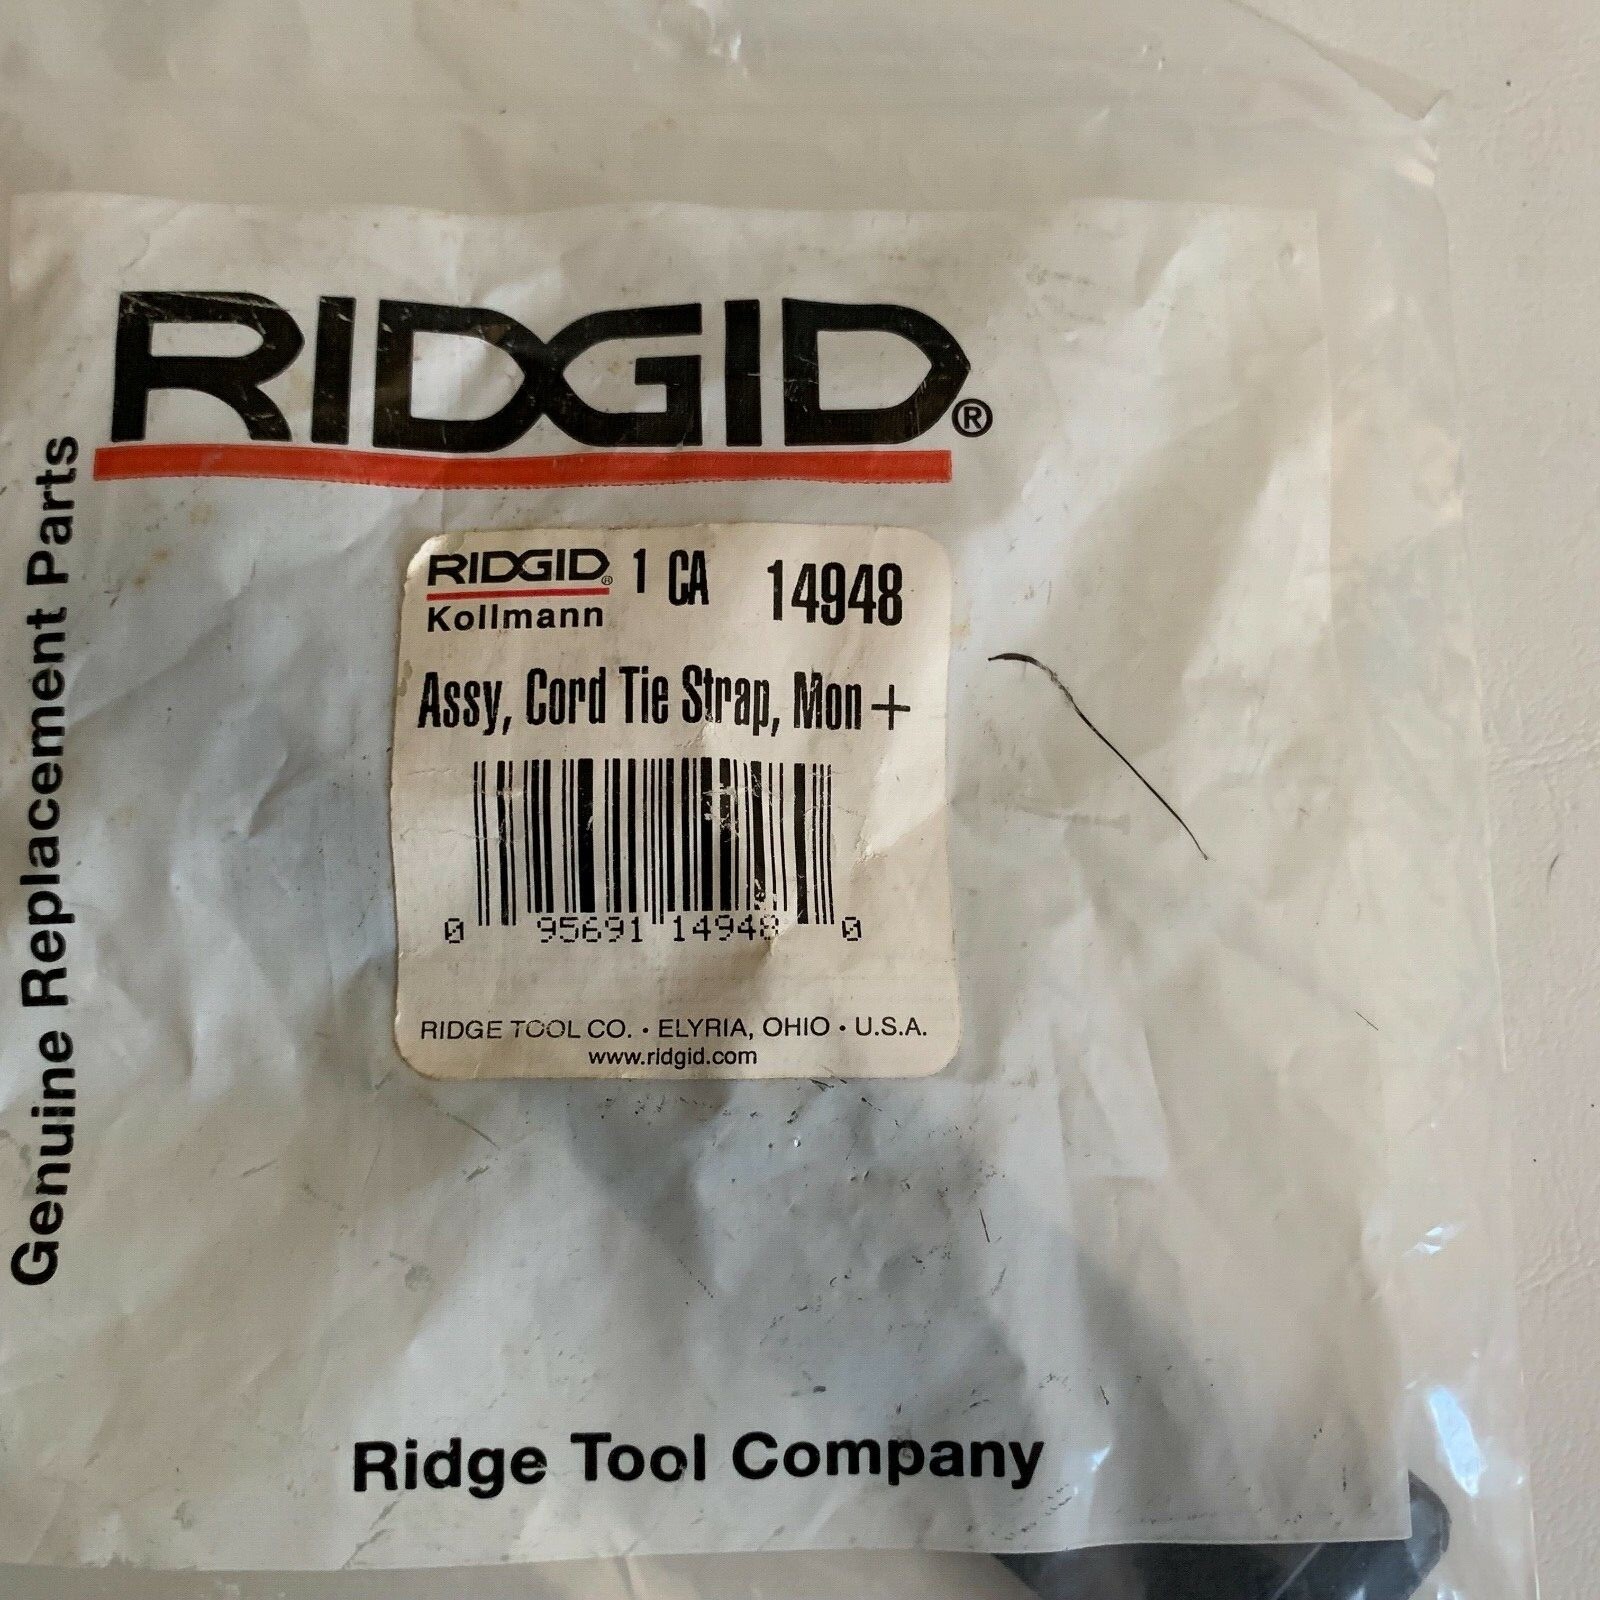 RIDGID®
Genuine Replacement Parts
RIDGID® 1 CA 14948
Kollmann
Assy, Cord Tie Strap, Mon +
0 95691 14948 0
RIDGE TOOL CO. • ELYRIA, OHIO • U.S.A.
www.ridgid.com
Ridge Tool Company